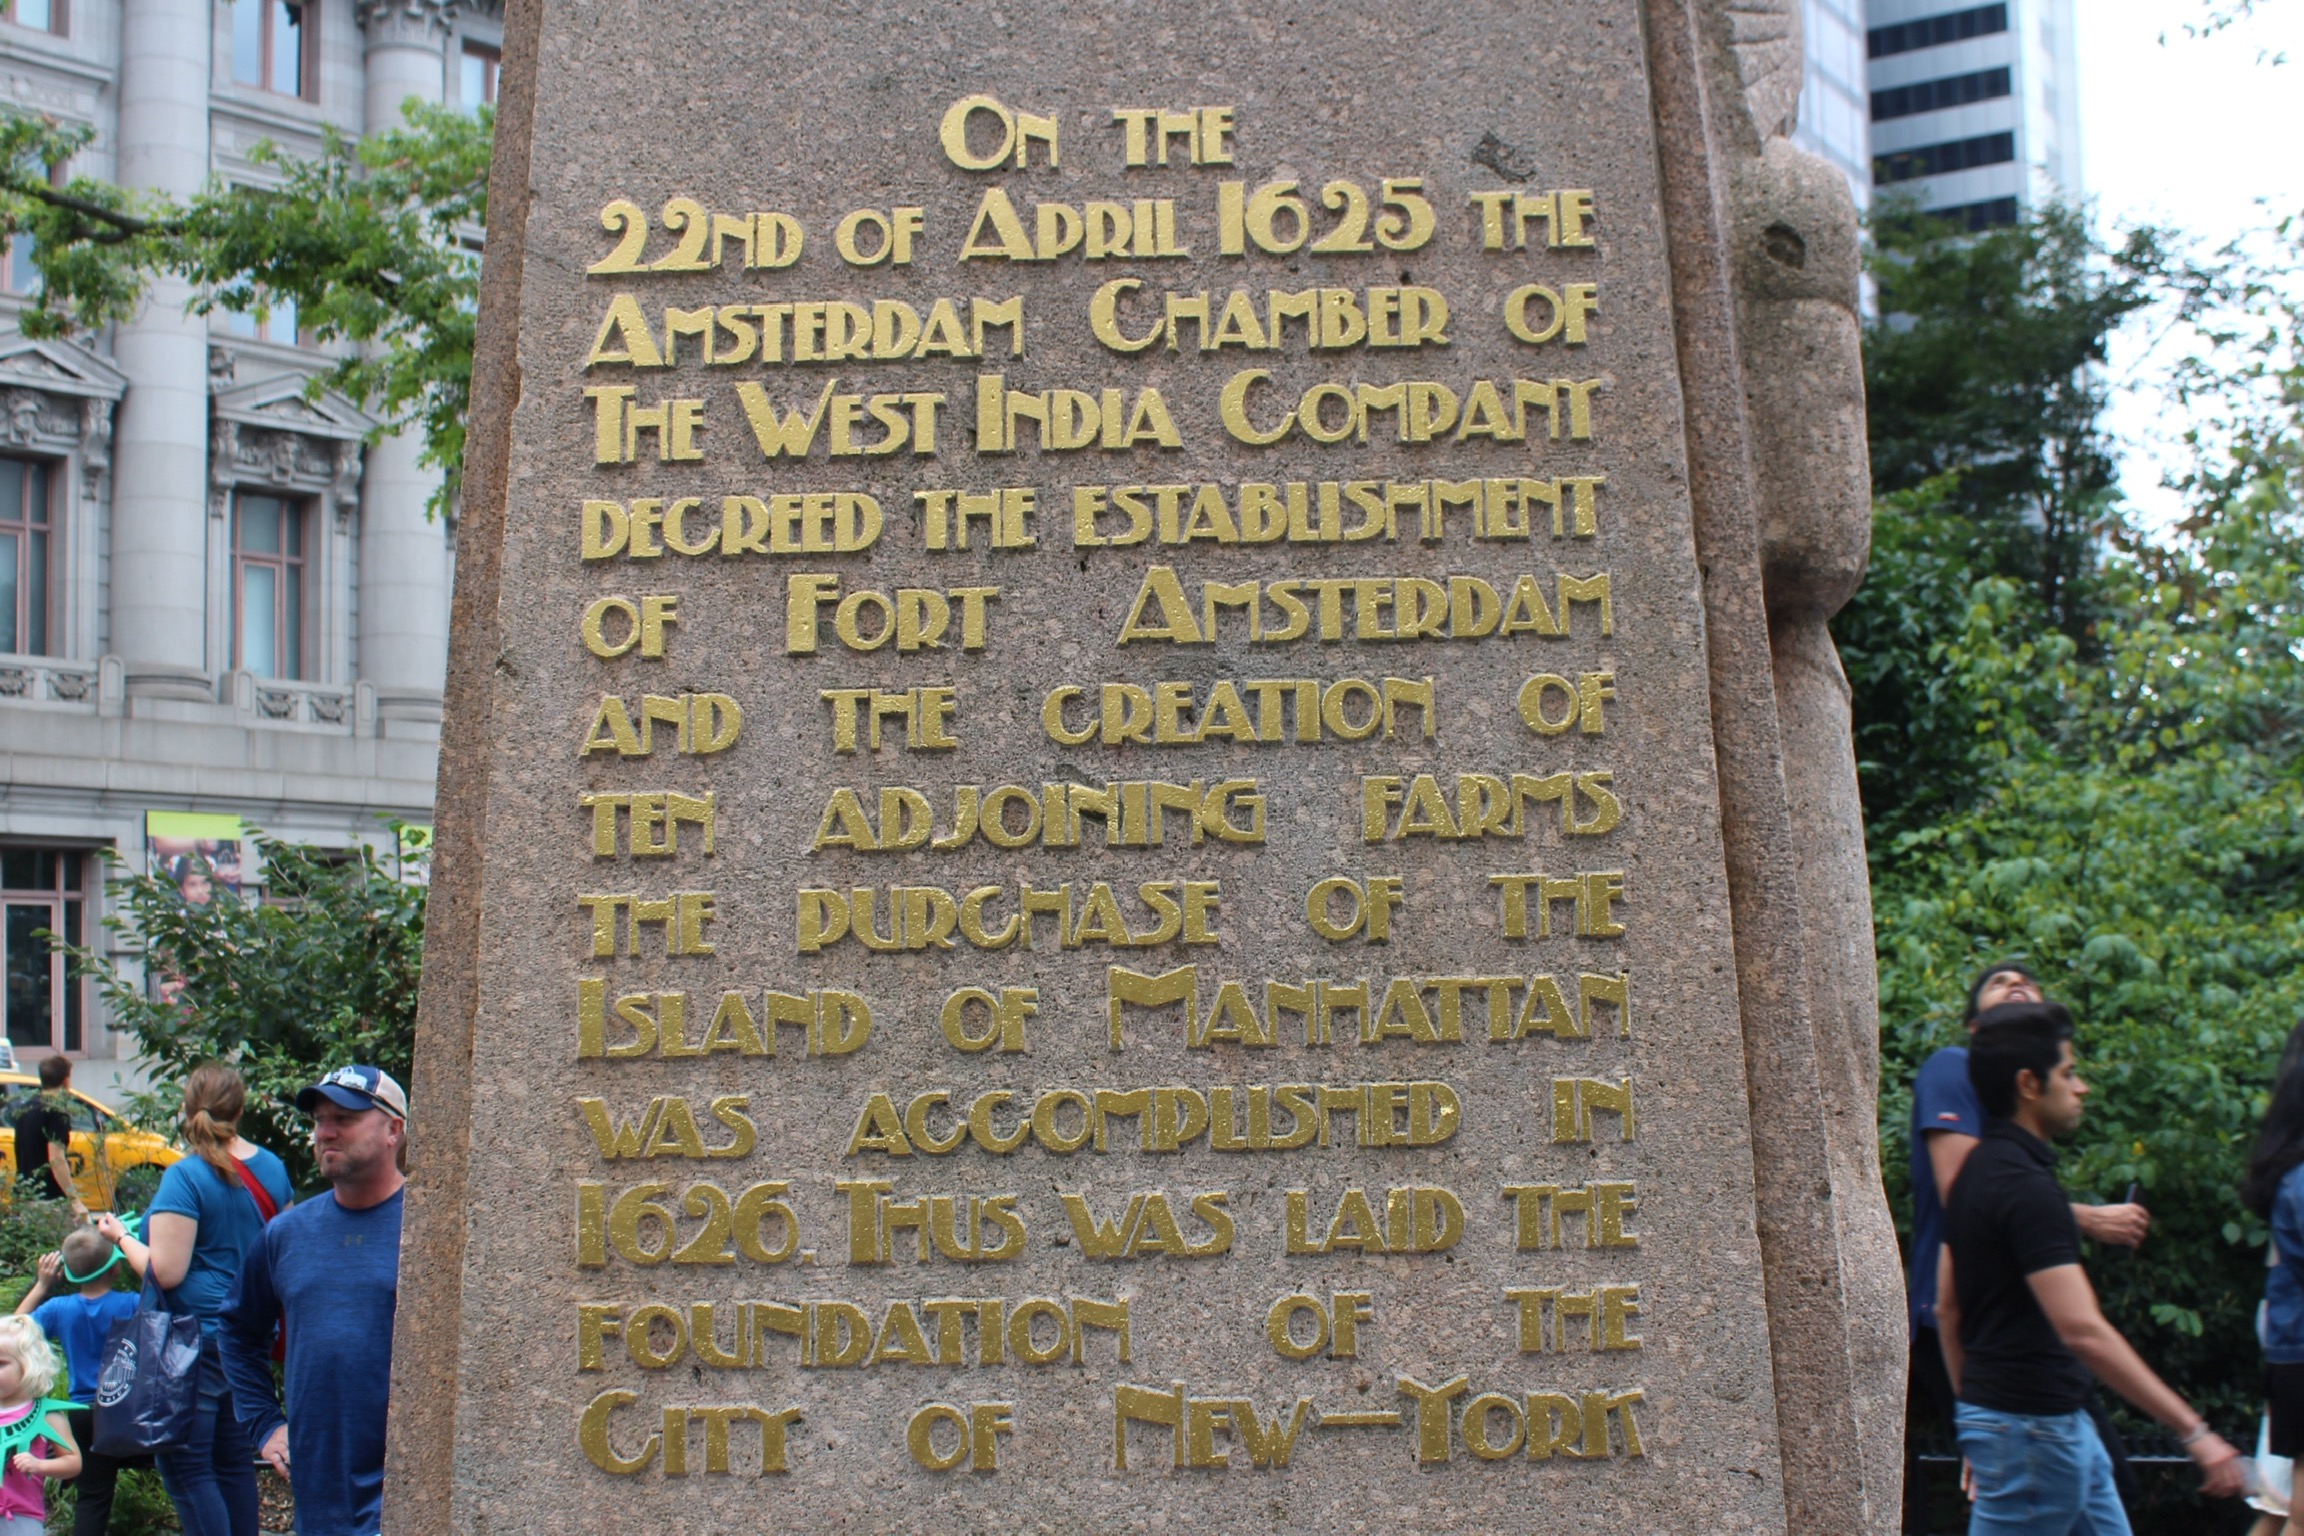 On the
22nd of April 1625 the
Amsterdam Chamber of
The West India Company
decreed the establishment
of Fort Amsterdam
and the creation of
ten adjoining farms
the purchase of the
Island of Manhattan
was accomplished in
1626. Thus was laid the
foundation of the
City of New–York